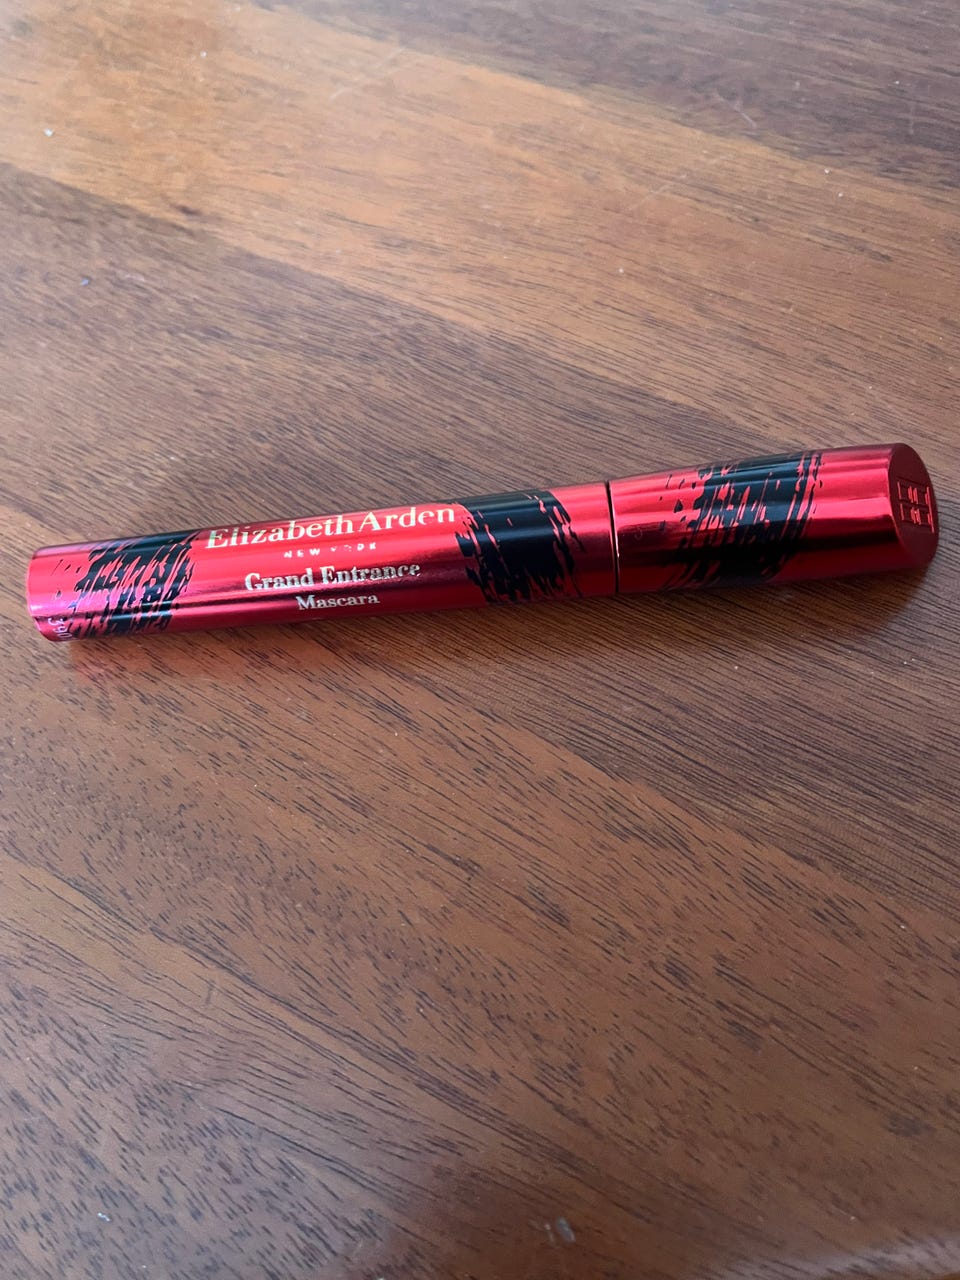 Elizabeth Arden
NEW YORK
Grand Entrance
Mascara